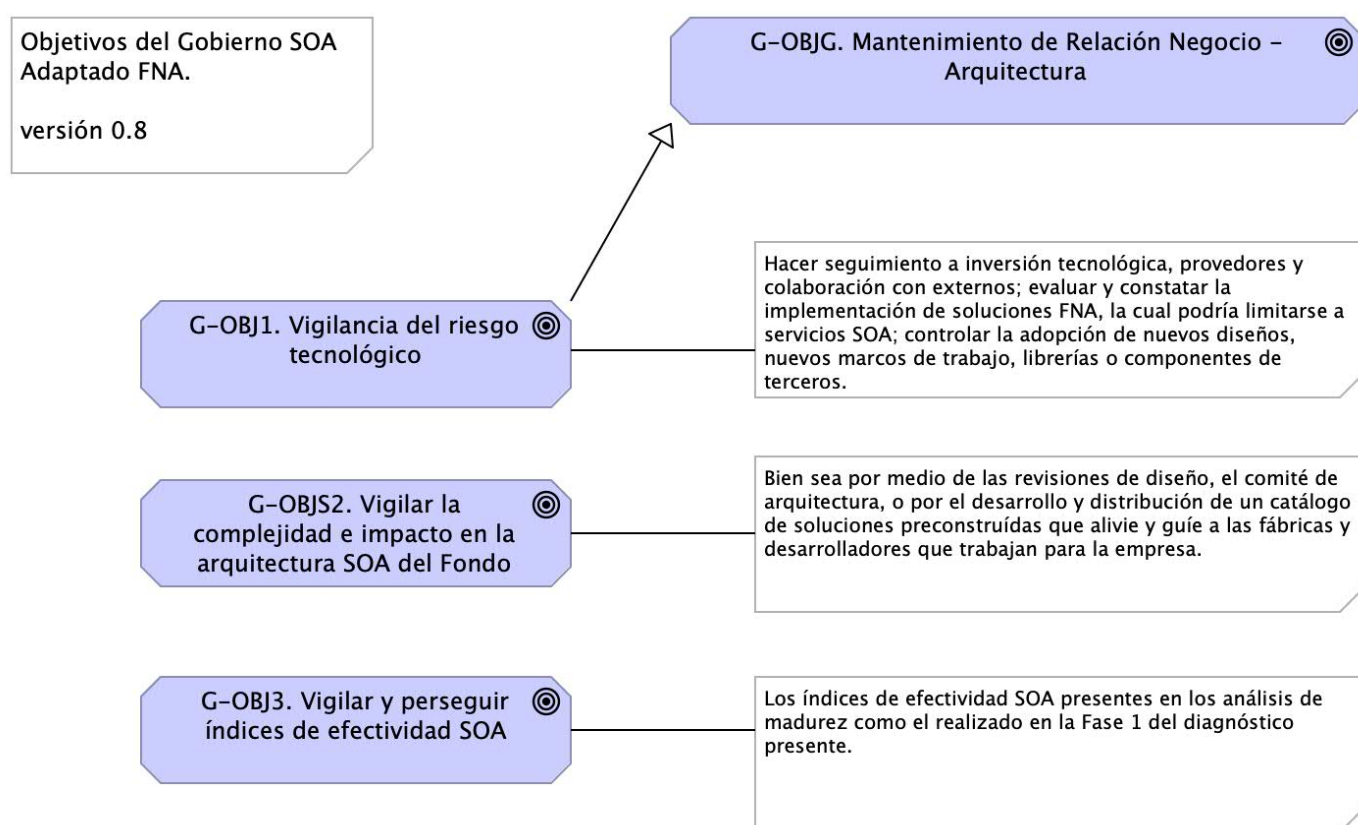 Objetivos del Gobierno SOA
Adaptado FNA.
versión 0.8
G-OBJG. Mantenimiento de Relación Negocio -
Arquitectura
G-OBJ1. Vigilancia del riesgo
tecnológico
Hacer seguimiento a inversión tecnológica, provedores y
colaboración con externos; evaluar y constatar la
implementación de soluciones FNA, la cual podría limitarse a
servicios SOA; controlar la adopción de nuevos diseños,
nuevos marcos de trabajo, librerías o componentes de
terceros.
G-OBJS2. Vigilar la
complejidad e impacto en la
arquitectura SOA del Fondo
Bien sea por medio de las revisiones de diseño, el comité de
arquitectura, o por el desarrollo y distribución de un catálogo
de soluciones preconstruídas que alivie y guíe a las fábricas y
desarrolladores que trabajan para la empresa.
G-OBJ3. Vigilar y perseguir
índices de efectividad SOA
Los índices de efectividad SOA presentes en los análisis de
madurez como el realizado en la Fase 1 del diagnóstico
presente.